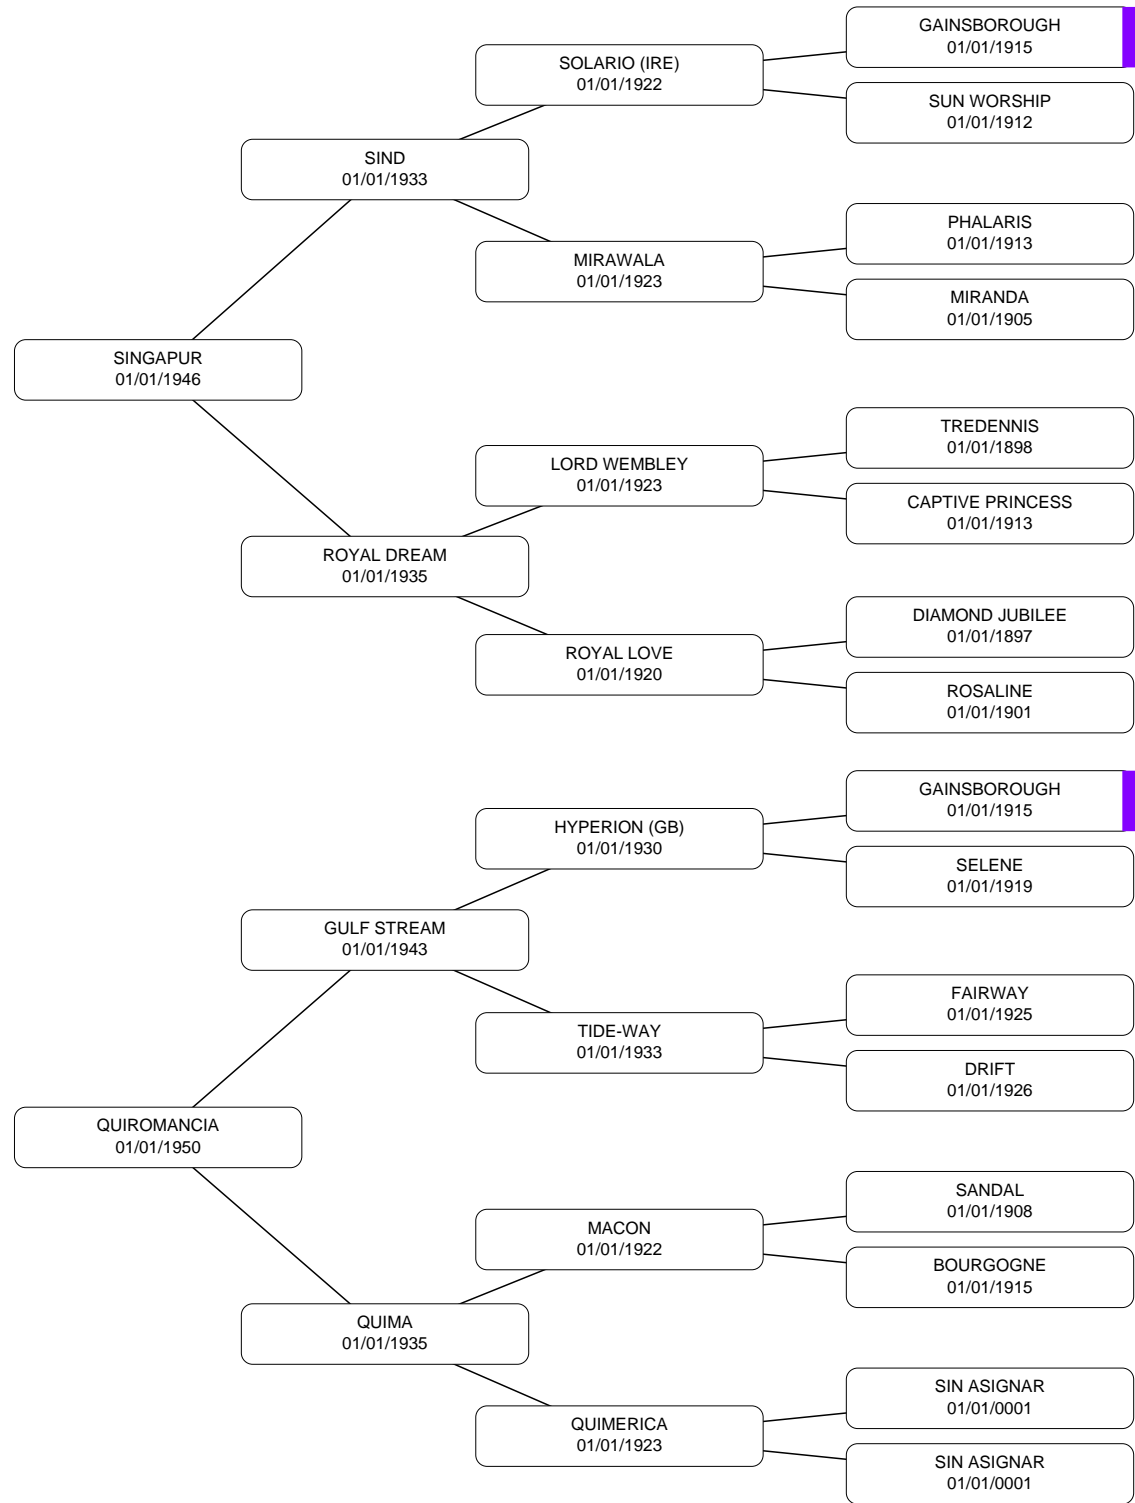 GAINSBOROUGH
01/01/1915
SOLARIO (IRE)
01/01/1922
SUN WORSHIP
01/01/1912
SIND
01/01/1933
PHALARIS
01/01/1913
MIRAWALA
01/01/1923
MIRANDA
01/01/1905
SINGAPUR
01/01/1946
TREDENNIS
01/01/1898
LORD WEMBLEY
01/01/1923
CAPTIVE PRINCESS
01/01/1913
ROYAL DREAM
01/01/1935
DIAMOND JUBILEE
01/01/1897
ROYAL LOVE
01/01/1920
ROSALINE
01/01/1901
GAINSBOROUGH
01/01/1915
HYPERION (GB)
01/01/1930
SELENE
01/01/1919
GULF STREAM
01/01/1943
FAIRWAY
01/01/1925
TIDE-WAY
01/01/1933
DRIFT
01/01/1926
QUIROMANCIA
01/01/1950
SANDAL
01/01/1908
MACON
01/01/1922
BOURGOGNE
01/01/1915
QUIMA
01/01/1935
SIN ASIGNAR
01/01/0001
QUIMERICA
01/01/1923
SIN ASIGNAR
01/01/0001